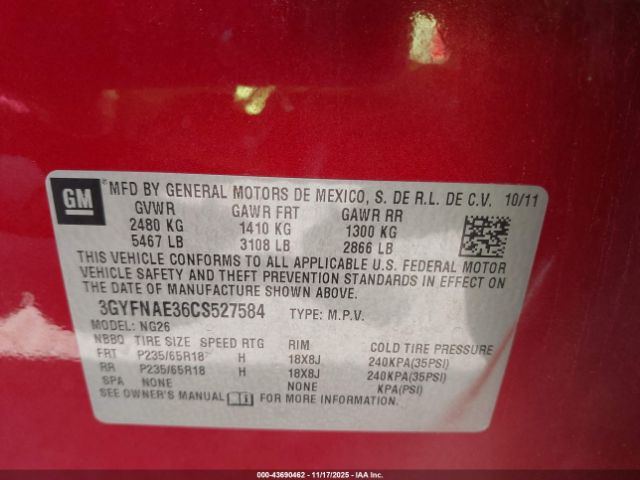 GM
MFD BY GENERAL MOTORS DE MEXICO, S. DE R.L. DE C.V. 10/11
GVWR GAWR FRT GAWR RR
2480 KG 1410 KG 1300 KG
5467 LB 3108 LB 2866 LB
THIS VEHICLE CONFORMS TO ALL APPLICABLE U.S. FEDERAL MOTOR
VEHICLE SAFETY AND THEFT PREVENTION STANDARDS IN EFFECT ON
THE DATE OF MANUFACTURE SHOWN ABOVE.
3GYFNAE36CS527584 TYPE: M.P.V.
MODEL: NG26
NBBQ TIRE SIZE SPEED RTG RIM COLD TIRE PRESSURE
FRT P235/65R18 H 18X8J 240KPA(35PSI)
RR P235/65R18 H 18X8J 240KPA(35PSI)
SPA NONE NONE KPA(PSI)
SEE OWNER'S MANUAL FOR MORE INFORMATION.
000-43690462 - 11/17/2025 - IAA Inc.